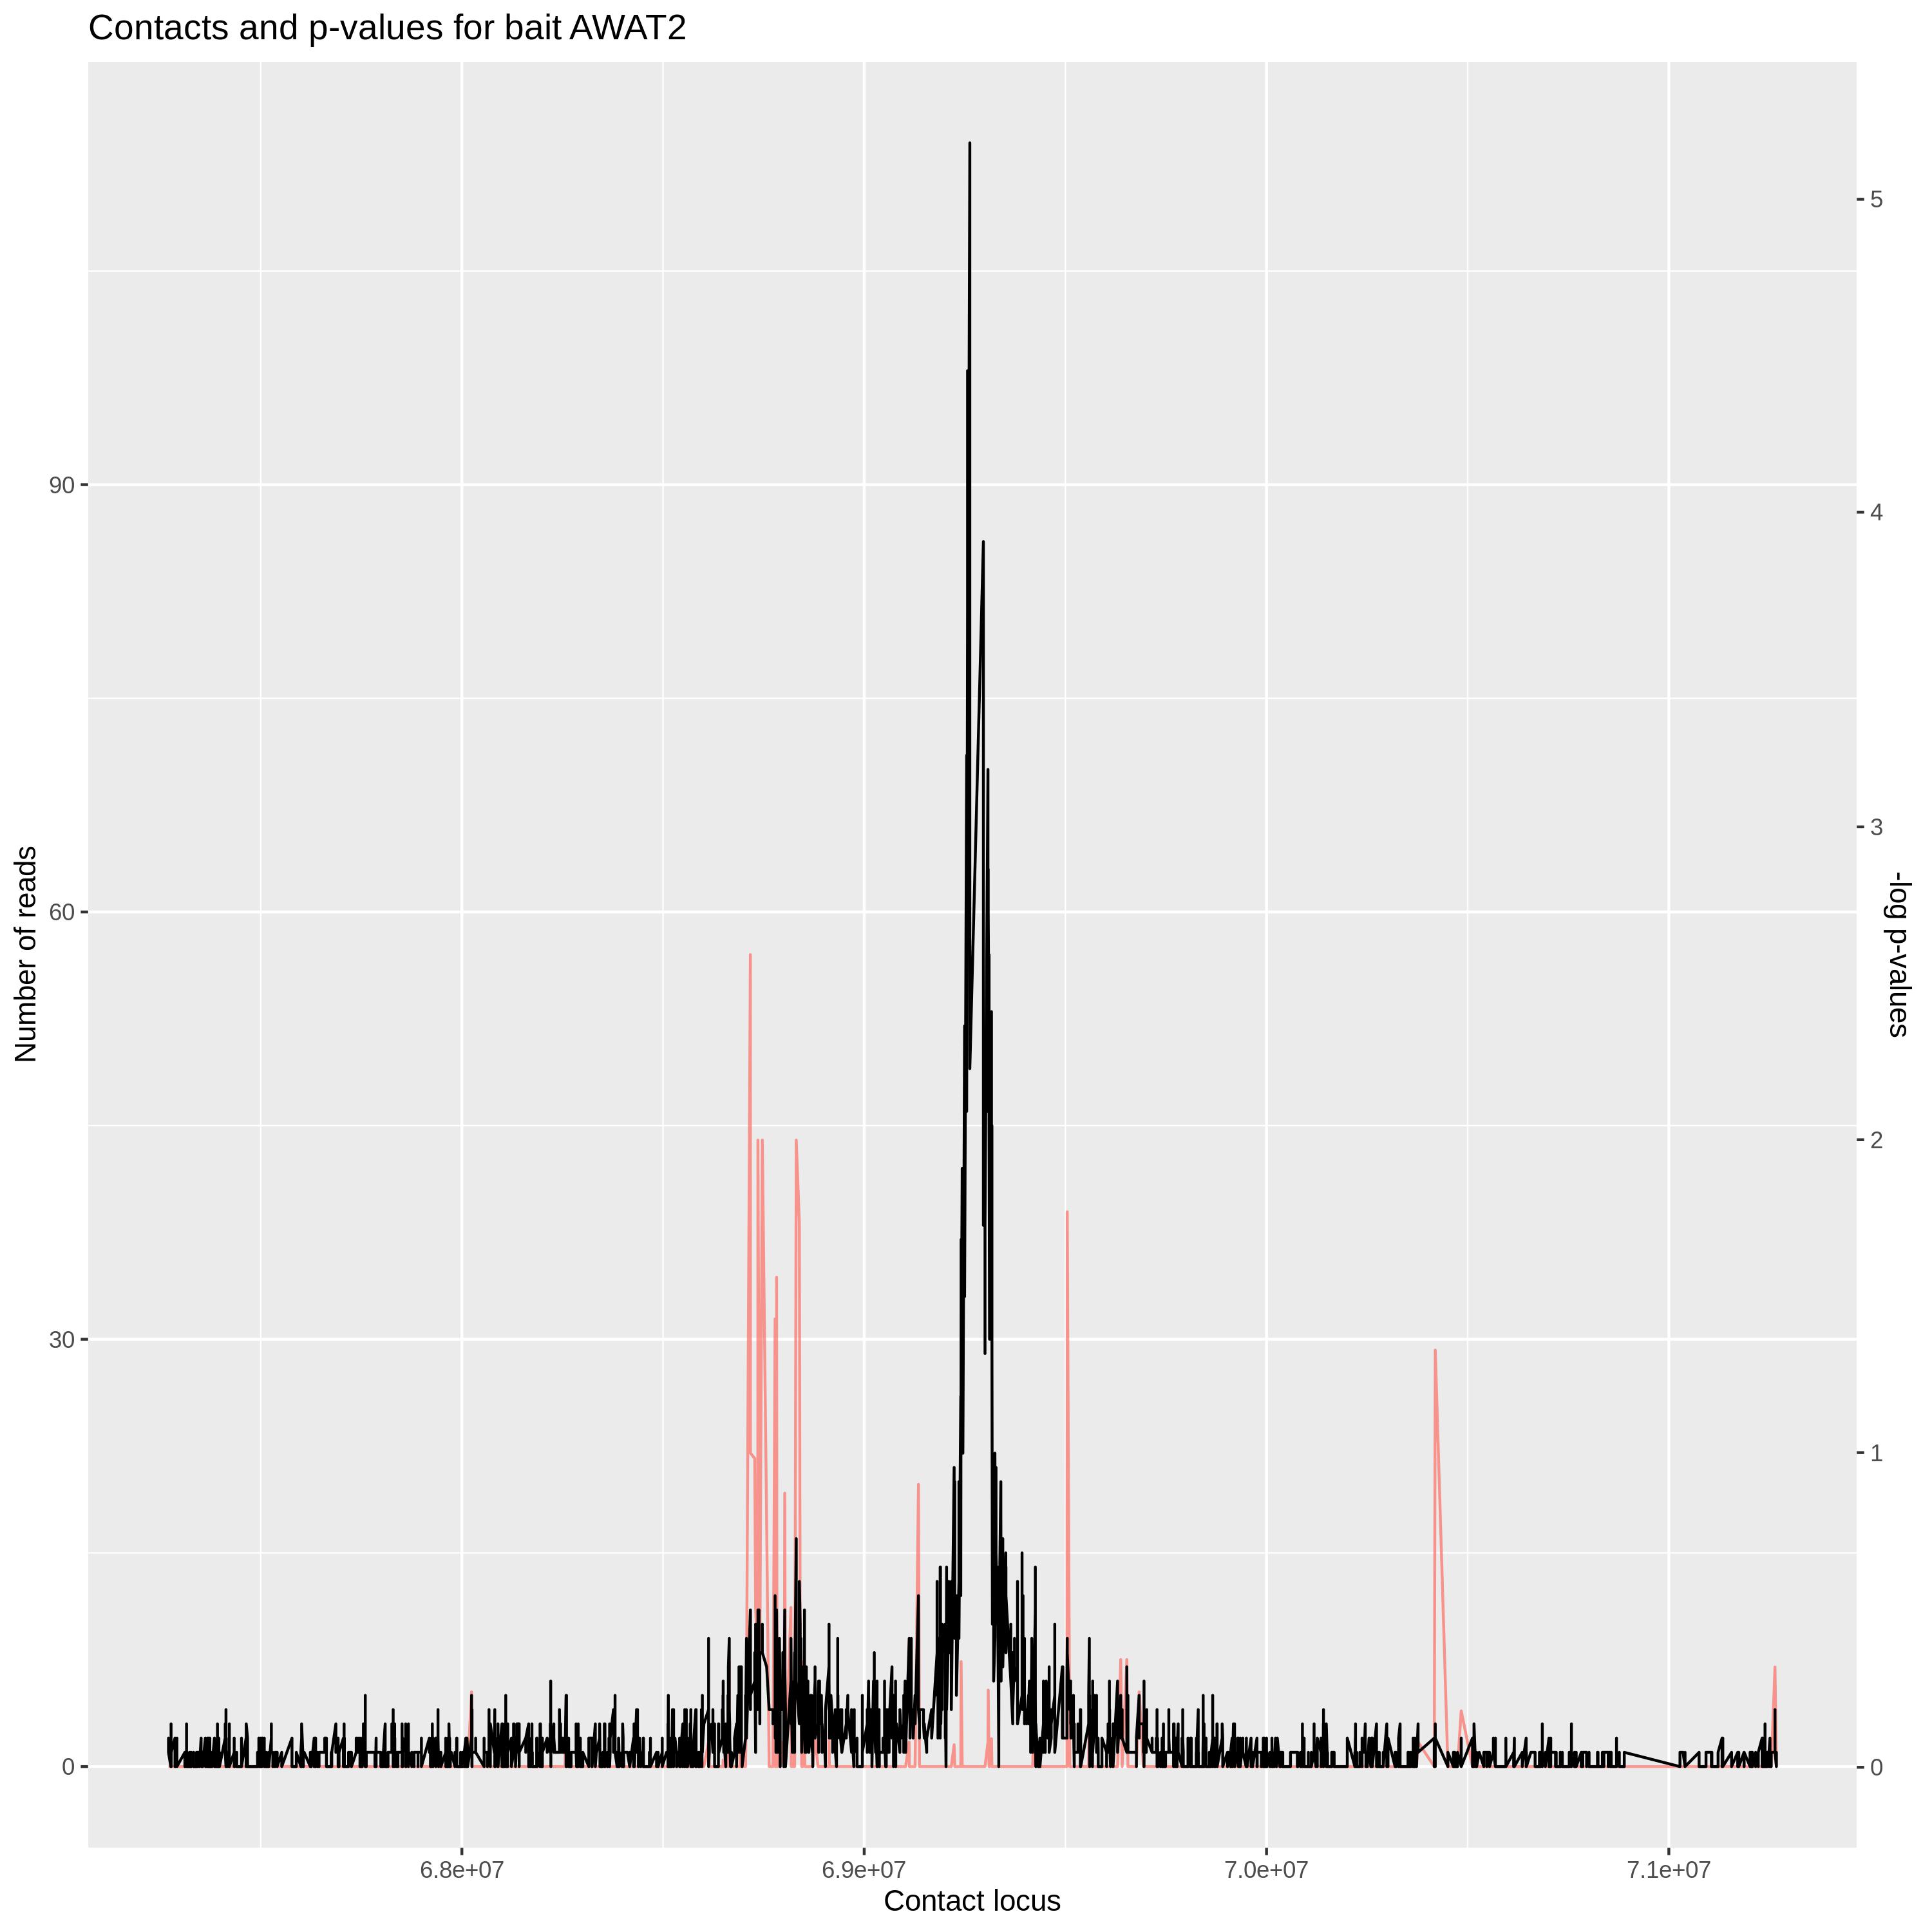 Contacts and p-values for bait AWAT2
5
90
4
3
Number of reads
-log p-values
60
2
30
1
0
0
6.8e+07
6.9e+07
7.0e+07
7.1e+07
Contact locus